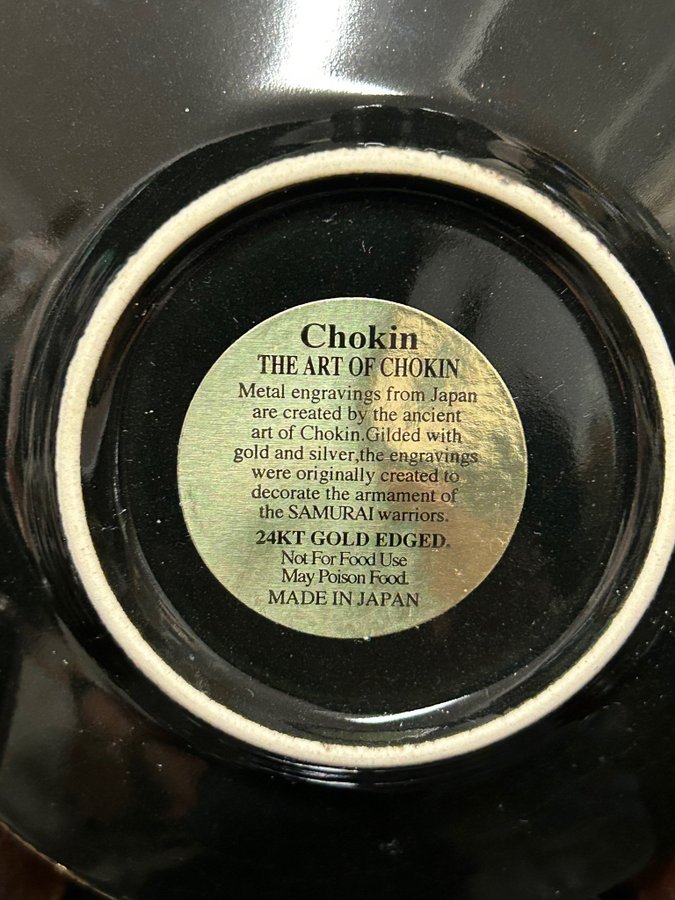 Chokin
THE ART OF CHOKIN
Metal engravings from Japan
are created by the ancient
art of Chokin.Gilded with
gold and silver,the engravings
were originally created to
decorate the armament of
the SAMURAI warriors.
24KT GOLD EDGED.
Not For Food Use
May Poison Food.
MADE IN JAPAN